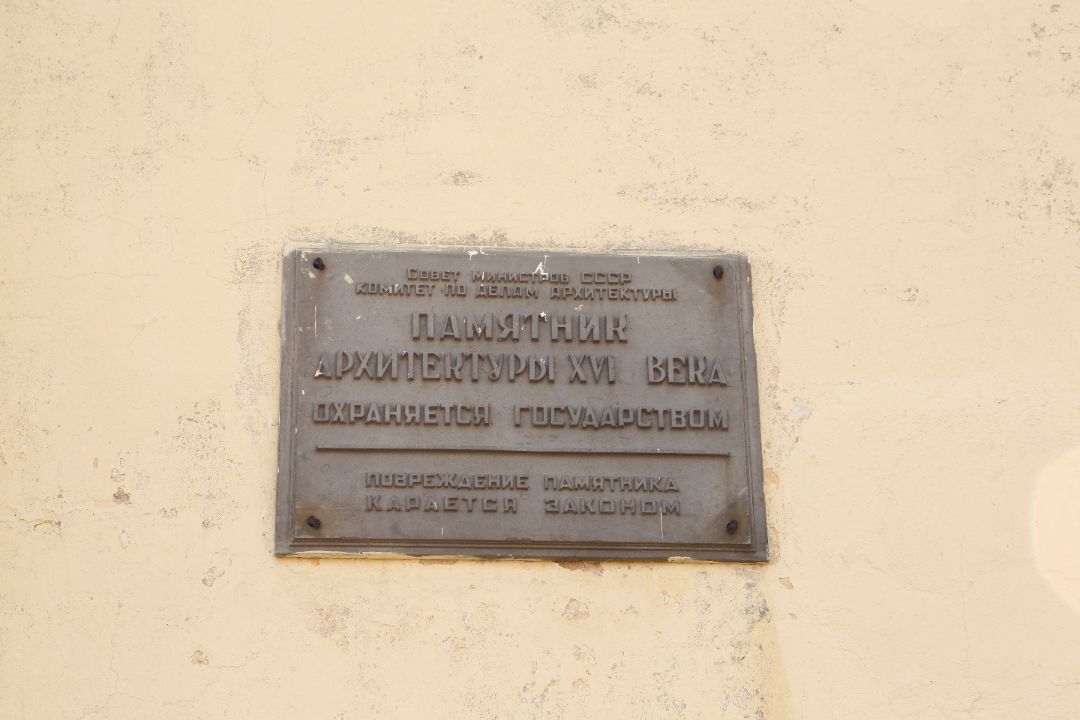 Совет Министров СССР
КОМИТЕТ ПО ДЕЛАМ АРХИТЕКТУРЫ
ПАМЯТНИК
АРХИТЕКТУРЫ XVI ВЕКА
ОХРАНЯЕТСЯ ГОСУДАРСТВОМ
ПОВРЕЖДЕНИЕ ПАМЯТНИКА
КАРАЕТСЯ ЗАКОНОМ